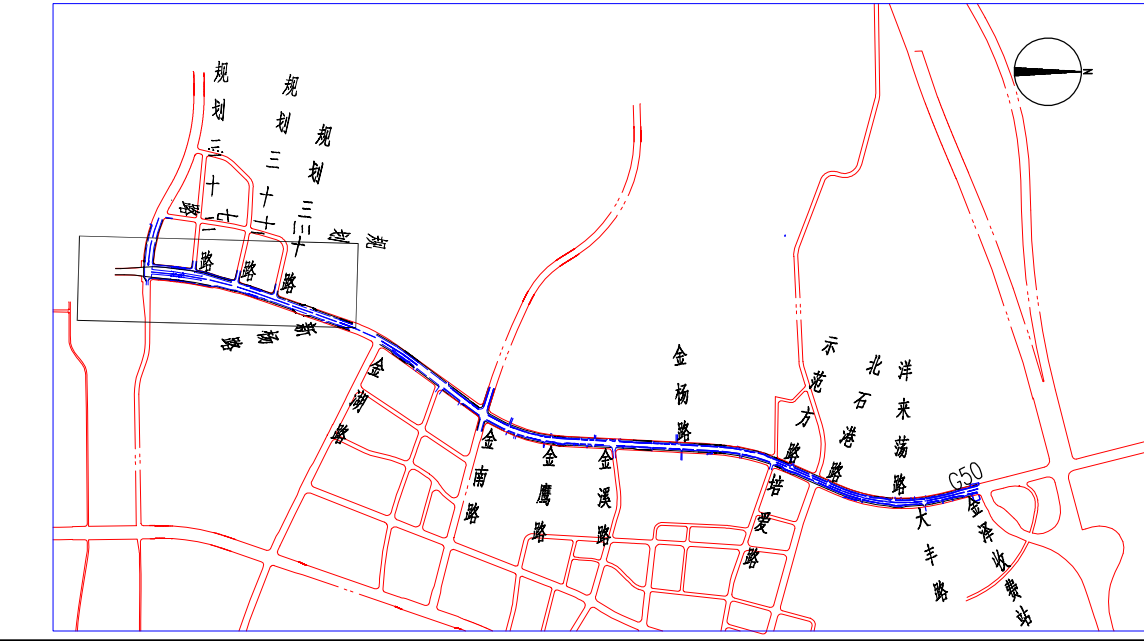 规划三十七路
规划三十一路
规划三十三路
规划
路
N
新杨路
金湖路
金南路
金鹰路
金溪路
金杨路
示范方路
北石港路
洋来荡路
培爱路
大丰路
G50
金泽收费站